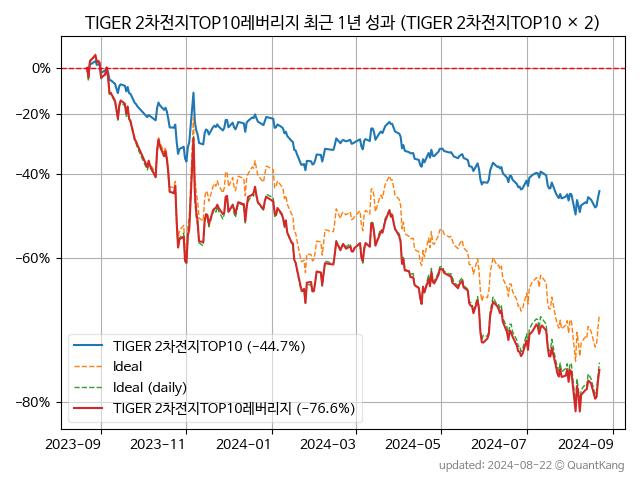 TIGER 2차전지TOP10레버리지 최근 1년 성과 (TIGER 2차전지TOP10 × 2)
0%
−20%
−40%
−60%
−80%
TIGER 2차전지TOP10 (−44.7%)
Ideal
Ideal (daily)
TIGER 2차전지TOP10레버리지 (−76.6%)
2023-09 2023-11 2024-01 2024-03 2024-05 2024-07 2024-09
updated: 2024-08-22 © QuantKang